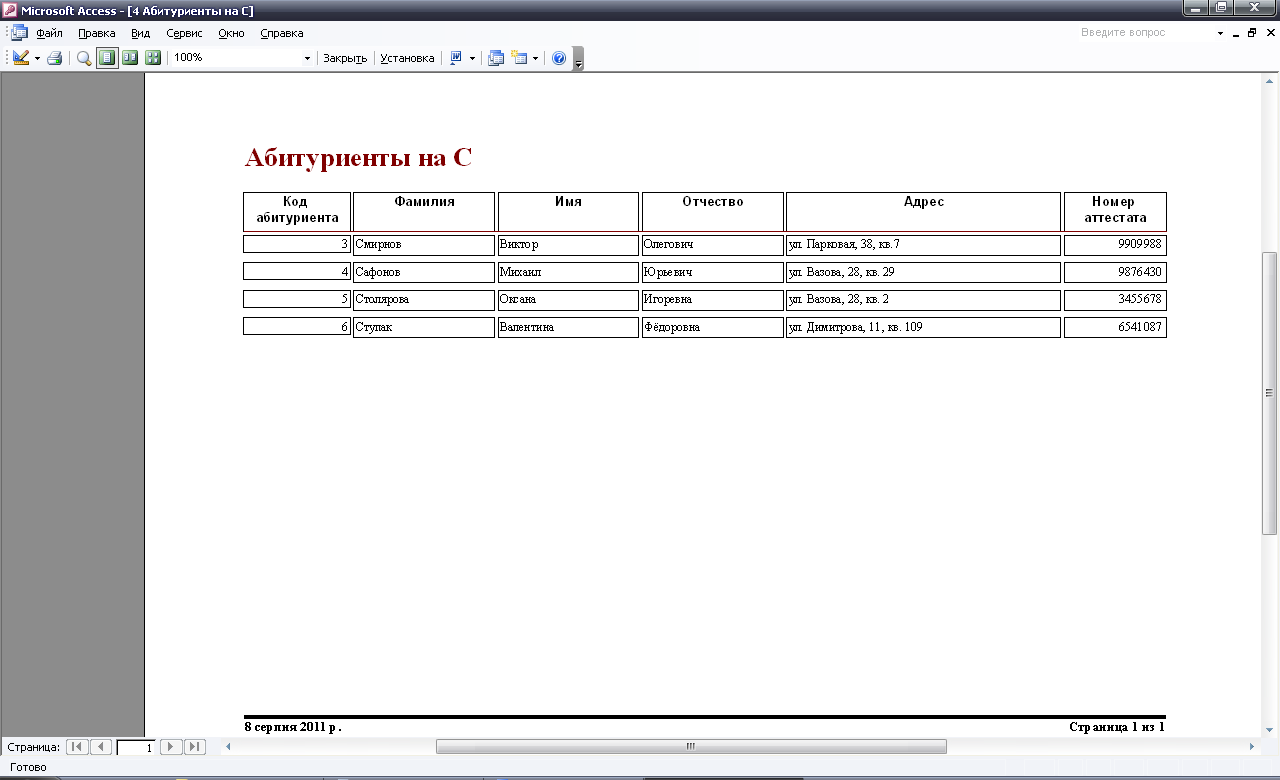 Microsoft Access - [4 Абитуриенты на С]
Файл Правка Вид Сервис Окно Справка Введите вопрос
100% Закрыть Установка
Абитуриенты на С
Код абитуриента Фамилия Имя Отчество Адрес Номер аттестата
3 Смирнов Виктор Олегович ул. Парковая, 38, кв.7 9909988
4 Сафонов Михаил Юрьевич ул. Вазова, 28, кв. 29 9876430
5 Столярова Оксана Игоревна ул. Вазова, 28, кв. 2 3455678
6 Ступак Валентина Фёдоровна ул. Димитрова, 11, кв. 109 6541087
8 серпня 2011 р. Страница 1 из 1
Страница: 1
Готово